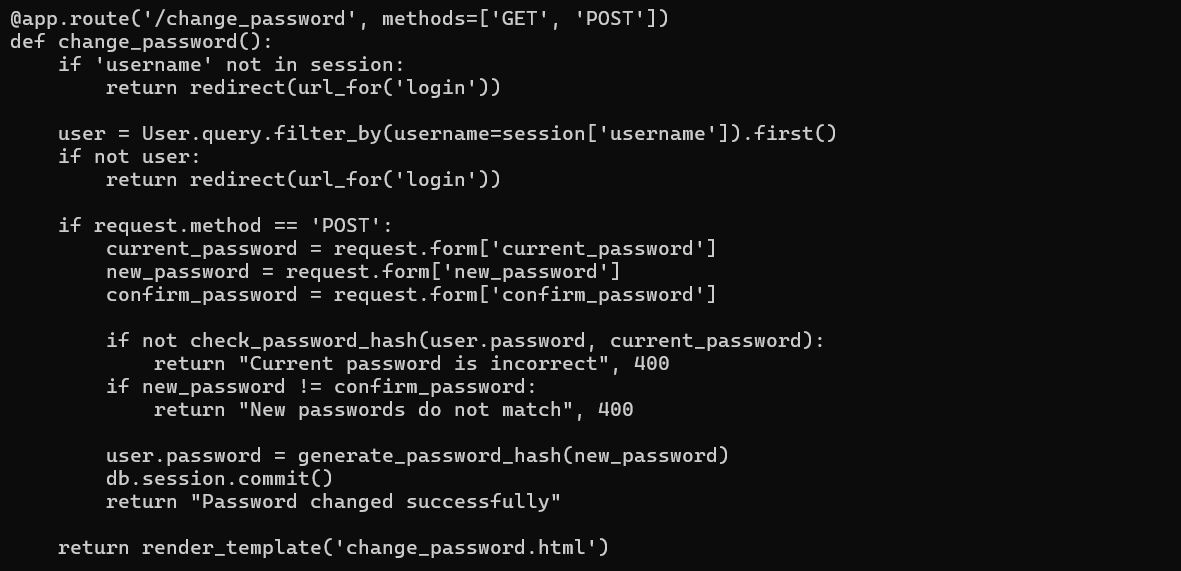 @app.route('/change_password', methods=['GET', 'POST'])
def change_password():
    if 'username' not in session:
        return redirect(url_for('login'))

    user = User.query.filter_by(username=session['username']).first()
    if not user:
        return redirect(url_for('login'))

    if request.method == 'POST':
        current_password = request.form['current_password']
        new_password = request.form['new_password']
        confirm_password = request.form['confirm_password']

        if not check_password_hash(user.password, current_password):
            return "Current password is incorrect", 400
        if new_password != confirm_password:
            return "New passwords do not match", 400

        user.password = generate_password_hash(new_password)
        db.session.commit()
        return "Password changed successfully"

    return render_template('change_password.html')